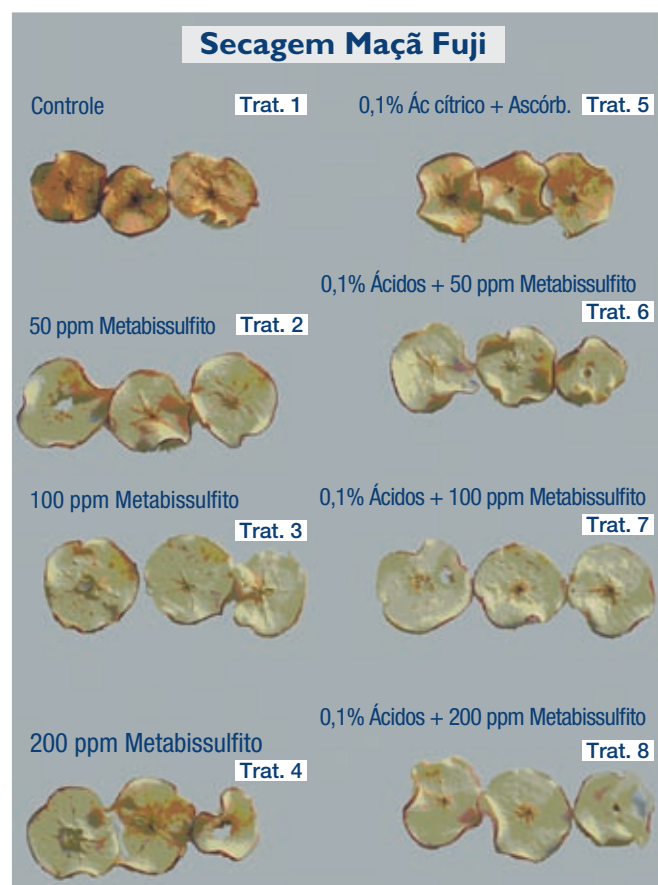 Secagem Maçã Fuji
Controle Trat. 1
0,1% Ác cítrico + Ascórb. Trat. 5
50 ppm Metabissulfito Trat. 2
0,1% Ácidos + 50 ppm Metabissulfito
Trat. 6
100 ppm Metabissulfito
Trat. 3
0,1% Ácidos + 100 ppm Metabissulfito
Trat. 7
200 ppm Metabissulfito
Trat. 4
0,1% Ácidos + 200 ppm Metabissulfito
Trat. 8